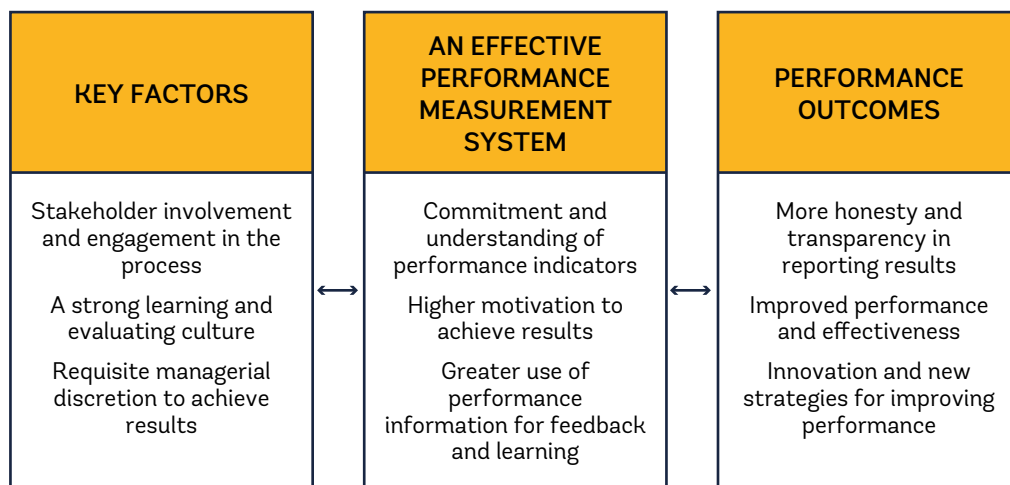 KEY FACTORS
Stakeholder involvement
and engagement in the
process
A strong learning and
evaluating culture
Requisite managerial
discretion to achieve
results
AN EFFECTIVE
PERFORMANCE
MEASUREMENT
SYSTEM
Commitment and
understanding of
performance indicators
Higher motivation to
achieve results
Greater use of
performance
information for feedback
and learning
PERFORMANCE
OUTCOMES
More honesty and
transparency in
reporting results
Improved performance
and effectiveness
Innovation and new
strategies for improving
performance